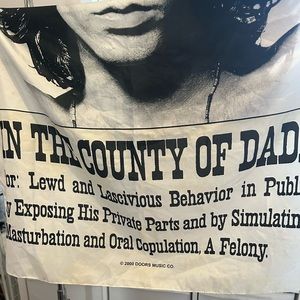 IN THE COUNTY OF DAD
or: Lewd and Lascivious Behavior in Publ
Exposing His Private Parts and by Simulatin
Masturbation and Oral Copulation, A Felony.
© 2000 DOORS MUSIC CO.